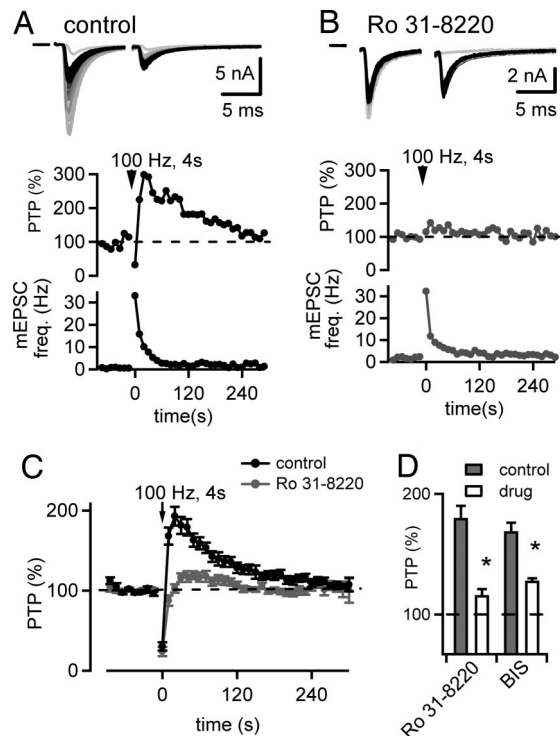 A
control
5 nA
5 ms
100 Hz, 4s
300
200
100
0
PTP (%)
30
20
10
0
mEPSC
freq. (Hz)
0
120
240
time(s)
B
Ro 31-8220
2 nA
5 ms
100 Hz, 4s
300
200
100
0
PTP (%)
30
20
10
0
mEPSC
freq. (Hz)
0
120
240
time(s)
C
control
Ro 31-8220
100 Hz, 4s
200
100
0
PTP (%)
0
120
240
time (s)
D
control
drug
200
100
PTP (%)
*
*
Ro 31-8220
BIS